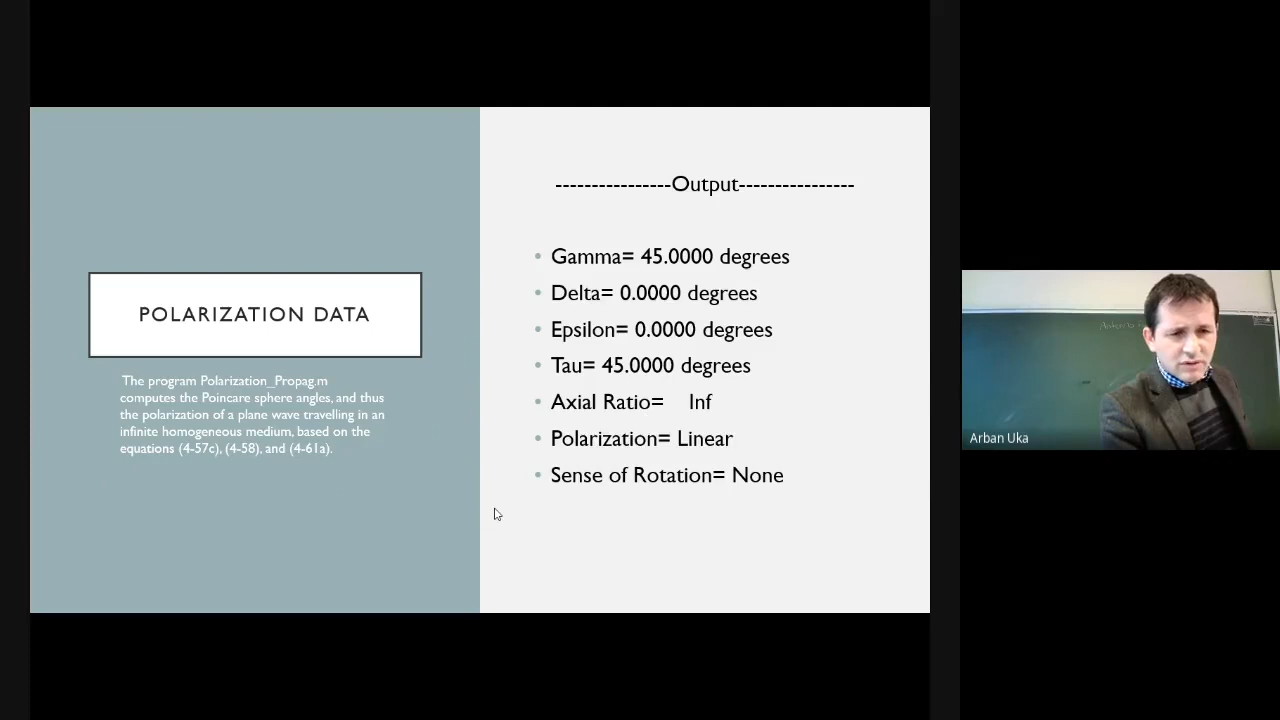 POLARIZATION DATA
The program Polarization_Propag.m
computes the Poincare sphere angles, and thus
the polarization of a plane wave travelling in an
infinite homogeneous medium, based on the
equations (4-57c), (4-58), and (4-61a).
----------------Output----------------
• Gamma= 45.0000 degrees
• Delta= 0.0000 degrees
• Epsilon= 0.0000 degrees
• Tau= 45.0000 degrees
• Axial Ratio= Inf
• Polarization= Linear
• Sense of Rotation= None
Arban Uka